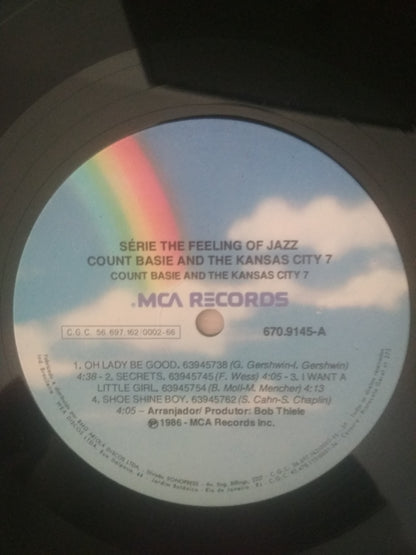 SÉRIE THE FEELING OF JAZZ
COUNT BASIE AND THE KANSAS CITY 7
COUNT BASIE AND THE KANSAS CITY 7
MCA RECORDS
C.G.C. 56.697.162/0002-66
670.9145-A
1. OH LADY BE GOOD. 63945738 (G. Gershwin-I. Gershwin)
4:38 - 2. SECRETS. 63945745 (F. Wess) 4:05 - 3. I WANT A
LITTLE GIRL. 63945754 (B. Moll-M. Mencher) 4:13
4. SHOE SHINE BOY. 63945762 (S. Cahn-S. Chaplin)
4:05 - Arranjador/ Produtor: Bob Thiele
℗1986 - MCA Records Inc.